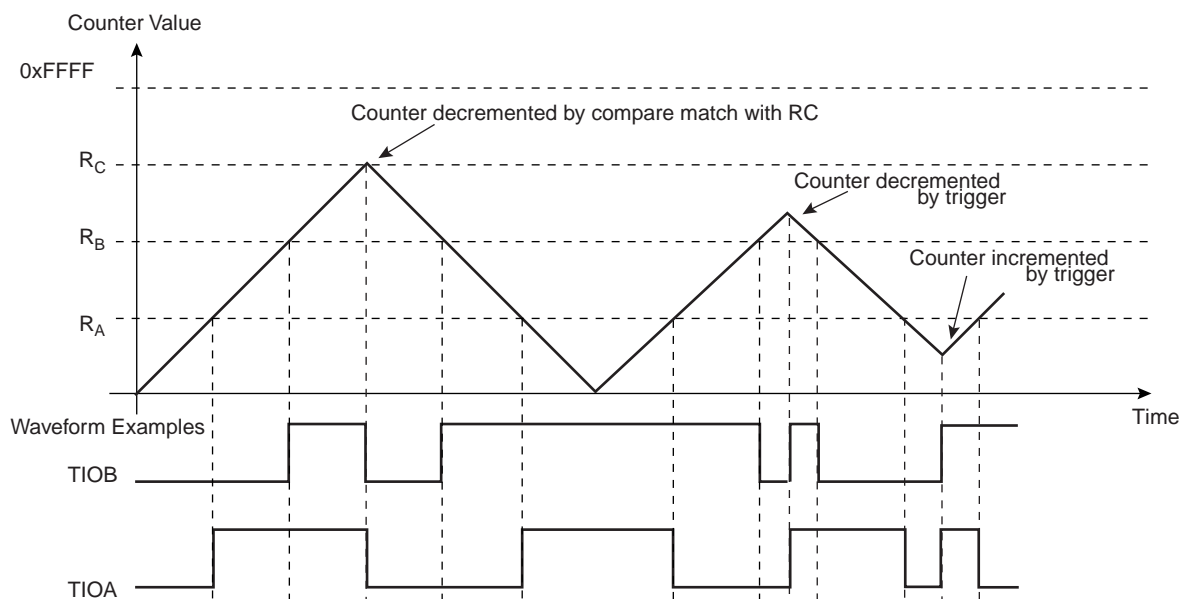 Counter Value
0xFFFF
Counter decremented by compare match with RC
RC
Counter decremented
by trigger
RB
Counter incremented
by trigger
RA
Time
Waveform Examples
TIOB
TIOA